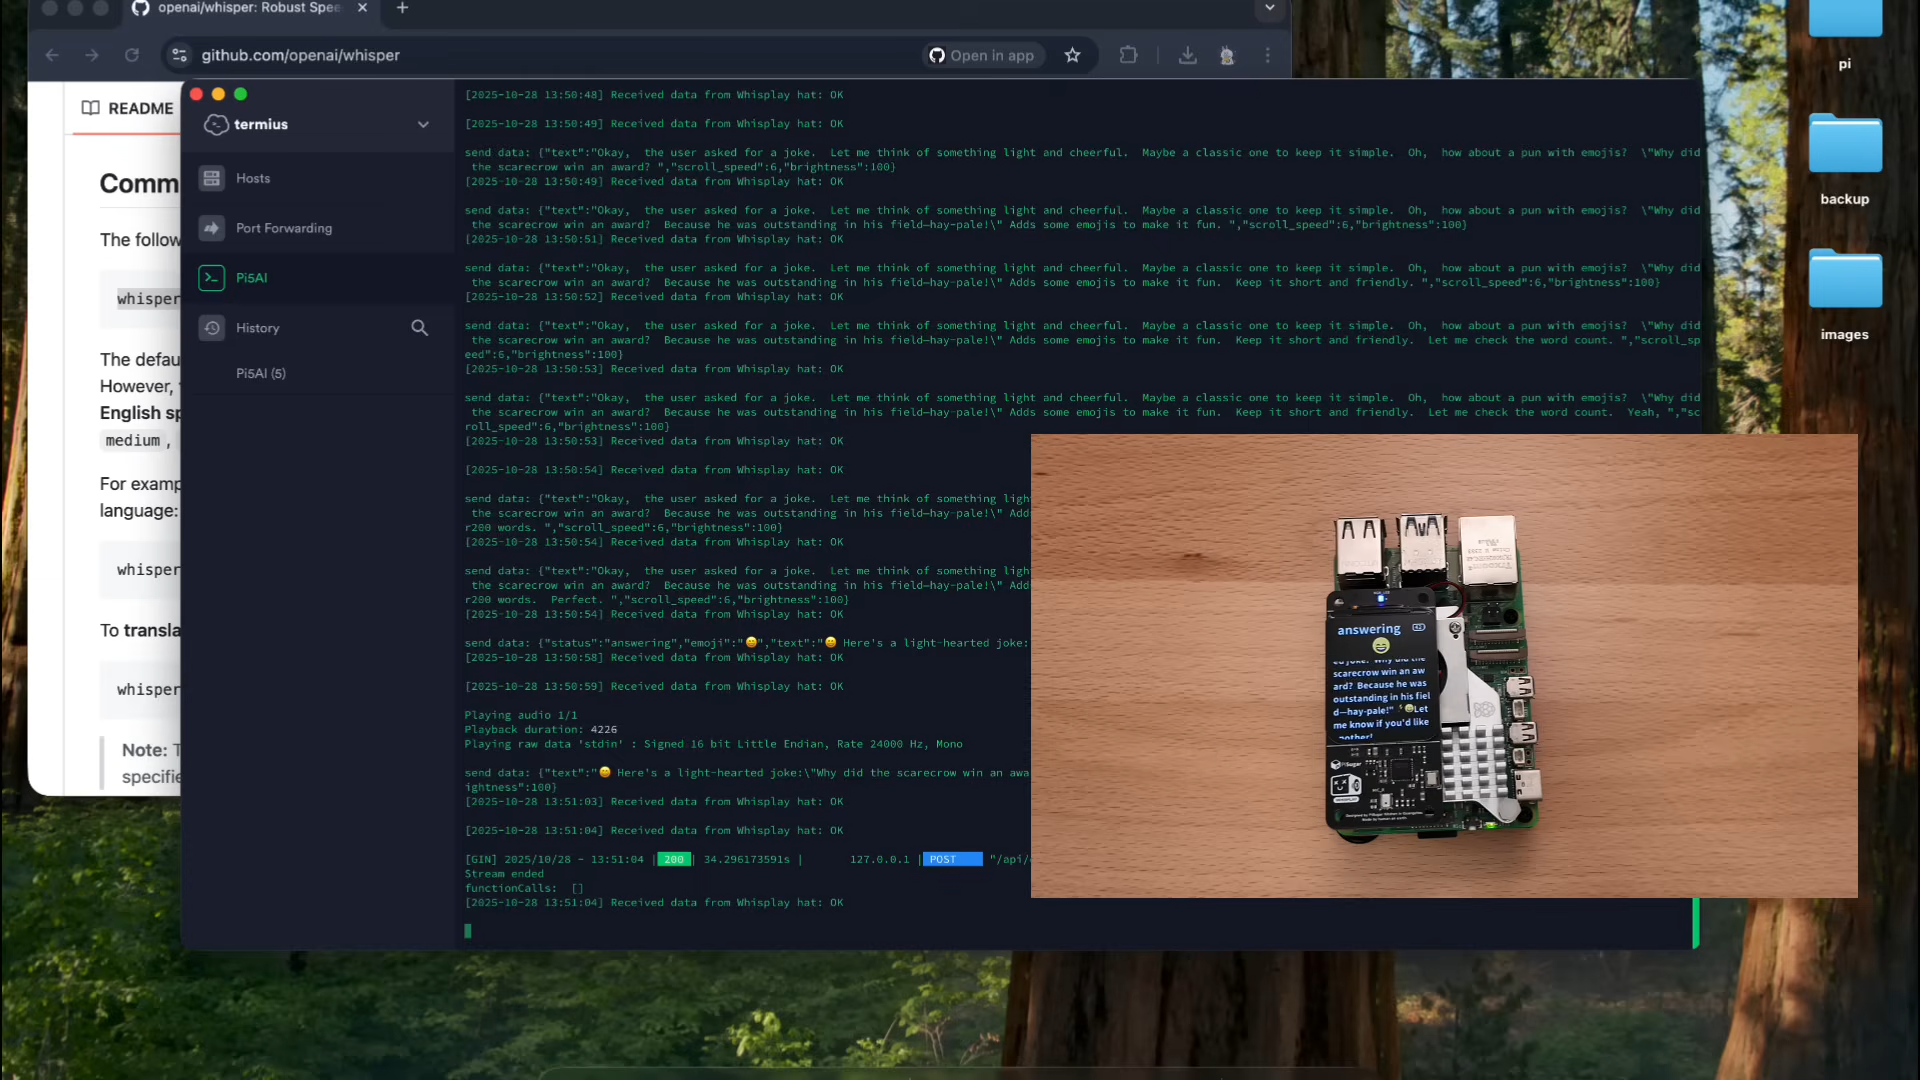 openai/whisper: Robust Spee
github.com/openai/whisper
Open in app
README
Comm
The follow
whisper
The defau
However, 
English sp
medium ,
For examp
language:
whisper
To transla
whisper
Note: T
specifie
termius
Hosts
Port Forwarding
Pi5AI
History
Pi5AI (5)
[2025-10-28 13:50:48] Received data from Whisplay hat: OK
[2025-10-28 13:50:49] Received data from Whisplay hat: OK
send data: {"text":"Okay,  the user asked for a joke.  Let me think of something light and cheerful.  Maybe a classic one to keep it simple.  Oh,  how about a pun with emojis?  \"Why did
the scarecrow win an award? ","scroll_speed":6,"brightness":100}
[2025-10-28 13:50:49] Received data from Whisplay hat: OK
send data: {"text":"Okay,  the user asked for a joke.  Let me think of something light and cheerful.  Maybe a classic one to keep it simple.  Oh,  how about a pun with emojis?  \"Why did
the scarecrow win an award?  Because he was outstanding in his field—hay-pale!\" Adds some emojis to make it fun. ","scroll_speed":6,"brightness":100}
[2025-10-28 13:50:51] Received data from Whisplay hat: OK
send data: {"text":"Okay,  the user asked for a joke.  Let me think of something light and cheerful.  Maybe a classic one to keep it simple.  Oh,  how about a pun with emojis?  \"Why did
the scarecrow win an award?  Because he was outstanding in his field—hay-pale!\" Adds some emojis to make it fun.  Keep it short and friendly. ","scroll_speed":6,"brightness":100}
[2025-10-28 13:50:52] Received data from Whisplay hat: OK
send data: {"text":"Okay,  the user asked for a joke.  Let me think of something light and cheerful.  Maybe a classic one to keep it simple.  Oh,  how about a pun with emojis?  \"Why did
the scarecrow win an award?  Because he was outstanding in his field—hay-pale!\" Adds some emojis to make it fun.  Keep it short and friendly.  Let me check the word count. ","scroll_sp
eed":6,"brightness":100}
[2025-10-28 13:50:53] Received data from Whisplay hat: OK
send data: {"text":"Okay,  the user asked for a joke.  Let me think of something light and cheerful.  Maybe a classic one to keep it simple.  Oh,  how about a pun with emojis?  \"Why did
the scarecrow win an award?  Because he was outstanding in his field—hay-pale!\" Adds some emojis to make it fun.  Keep it short and friendly.  Let me check the word count.  Yeah, ","sc
roll_speed":6,"brightness":100}
[2025-10-28 13:50:53] Received data from Whisplay hat: OK
[2025-10-28 13:50:54] Received data from Whisplay hat: OK
send data: {"text":"Okay,  the user asked for a joke.  Let me think of something light
the scarecrow win an award?  Because he was outstanding in his field—hay-pale!\" Add
r200 words. ","scroll_speed":6,"brightness":100}
[2025-10-28 13:50:54] Received data from Whisplay hat: OK
send data: {"text":"Okay,  the user asked for a joke.  Let me think of something light
the scarecrow win an award?  Because he was outstanding in his field—hay-pale!\" Add
r200 words.  Perfect. ","scroll_speed":6,"brightness":100}
[2025-10-28 13:50:54] Received data from Whisplay hat: OK
send data: {"status":"answering","emoji":"😄","text":"😄 Here's a light-hearted joke:
[2025-10-28 13:50:58] Received data from Whisplay hat: OK
[2025-10-28 13:50:59] Received data from Whisplay hat: OK
Playing audio 1/1
Playback duration: 4226
Playing raw data 'stdin' : Signed 16 bit Little Endian, Rate 24000 Hz, Mono
send data: {"text":"😄 Here's a light-hearted joke:\"Why did the scarecrow win an awa
ightness":100}
[2025-10-28 13:51:03] Received data from Whisplay hat: OK
[2025-10-28 13:51:04] Received data from Whisplay hat: OK
[GIN] 2025/10/28 - 13:51:04 | 200 | 34.296173591s |       127.0.0.1 | POST     "/api/
Stream ended
functionCalls:  []
[2025-10-28 13:51:04] Received data from Whisplay hat: OK
answering
ed joke: "Why did the
scarecrow win an aw
ard?  Because he was
outstanding in his fiel
d—hay-pale!" 😄Let
me know if you'd like
another!
PiSugar
pi
backup
images